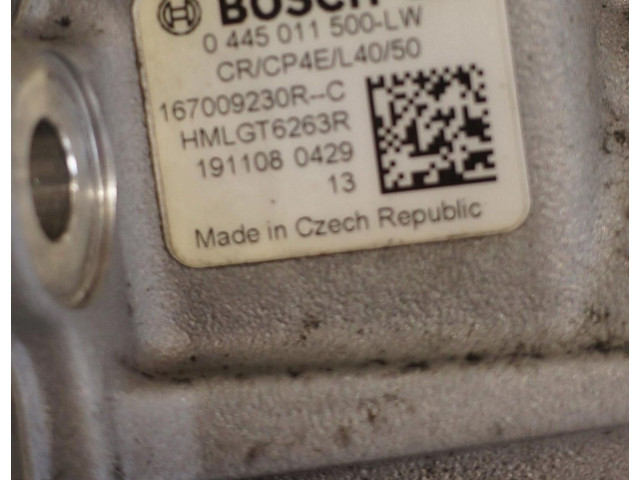 BOSCH
0 445 011 500-LW
CR/CP4E/L40/50
167009230R--C
HMLGT6263R
191108 0429
13
Made in Czech Republic